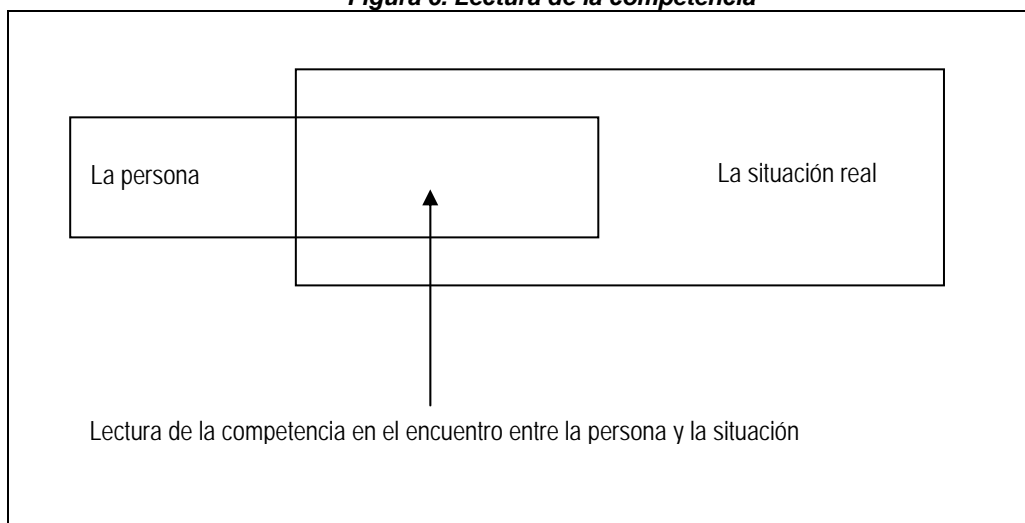 Figura 6. Lectura de la competencia
La persona
La situación real
Lectura de la competencia en el encuentro entre la persona y la situación